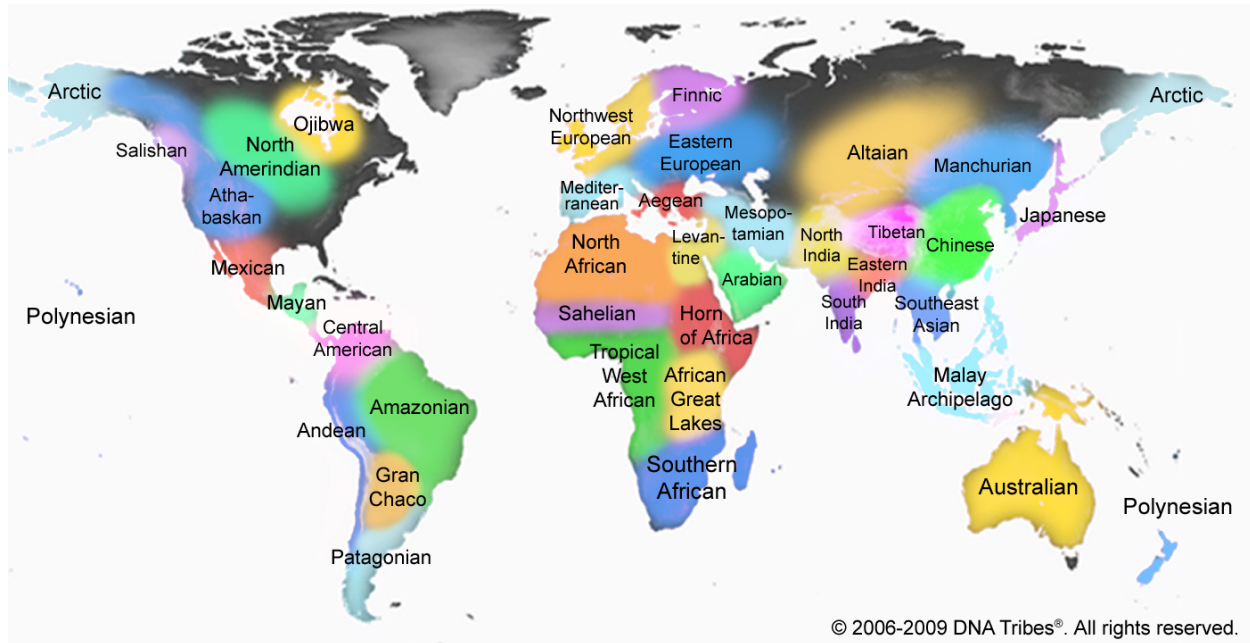 Arctic
Salishan
North
Amerindian
Ojibwa
Atha-
baskan
Mexican
Mayan
Polynesian
Central
American
Amazonian
Andean
Gran
Chaco
Patagonian
Northwest
European
Finnic
Eastern
European
Mediter-
ranean
Aegean
Mesopo-
tamian
Levan-
tine
Arabian
North
African
Sahelian
Horn
of Africa
Tropical
West
African
African
Great
Lakes
Southern
African
Altaian
Manchurian
Arctic
Japanese
Tibetan
Chinese
North
India
Eastern
India
South
India
Southeast
Asian
Malay
Archipelago
Australian
Polynesian
© 2006-2009 DNA Tribes®. All rights reserved.